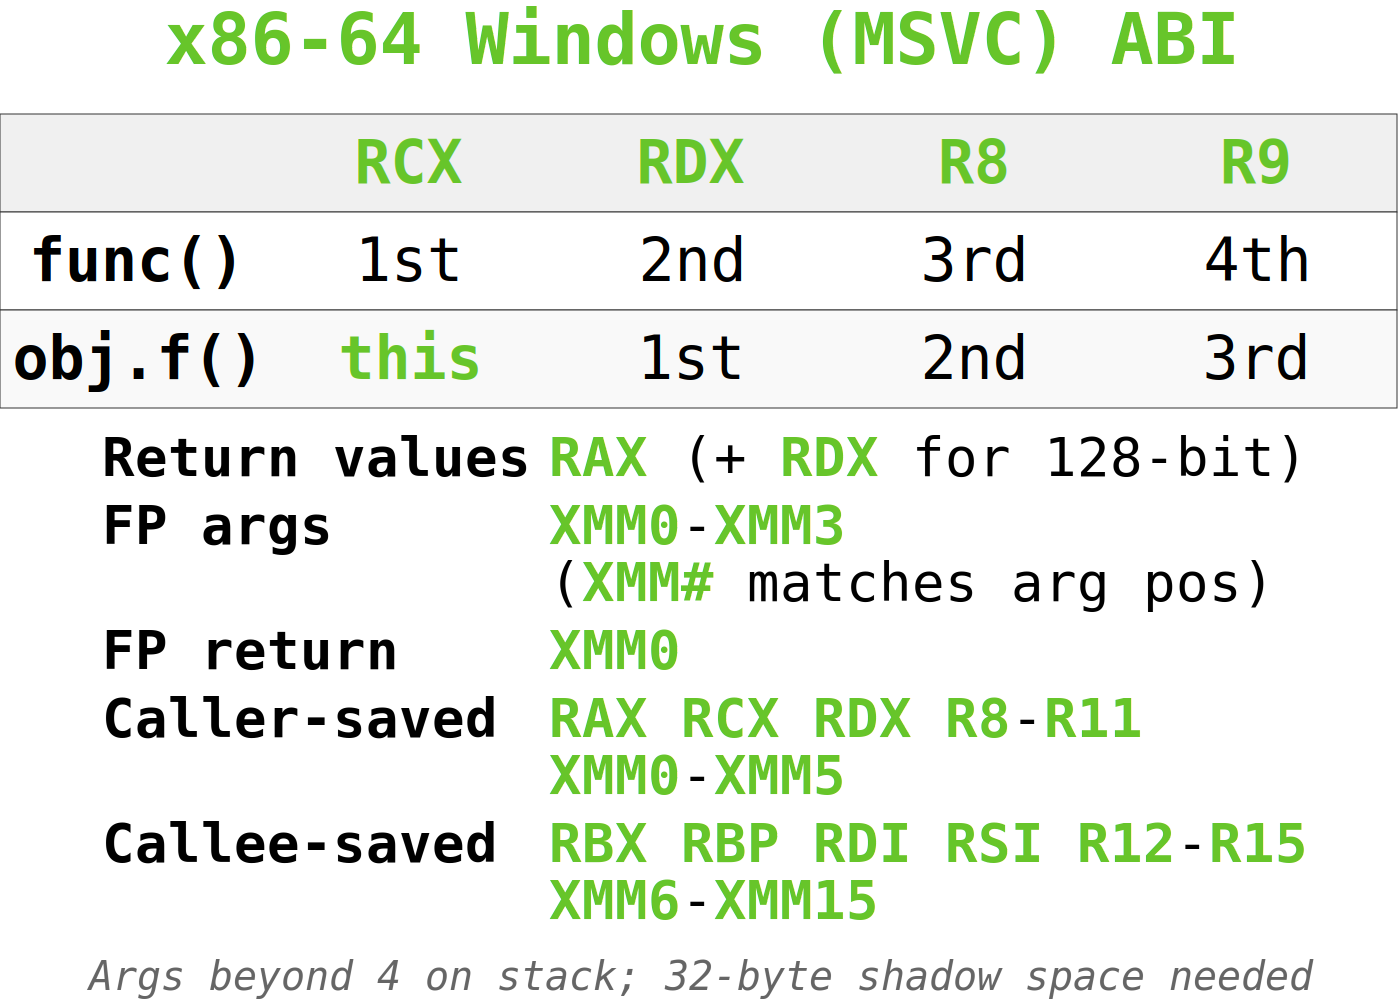 x86-64 Windows (MSVC) ABI
RCX RDX R8 R9
func() 1st 2nd 3rd 4th
obj.f() this 1st 2nd 3rd
Return values RAX (+ RDX for 128-bit)
FP args XMM0-XMM3
(XMM# matches arg pos)
FP return XMM0
Caller-saved RAX RCX RDX R8-R11
XMM0-XMM5
Callee-saved RBX RBP RDI RSI R12-R15
XMM6-XMM15
Args beyond 4 on stack; 32-byte shadow space needed